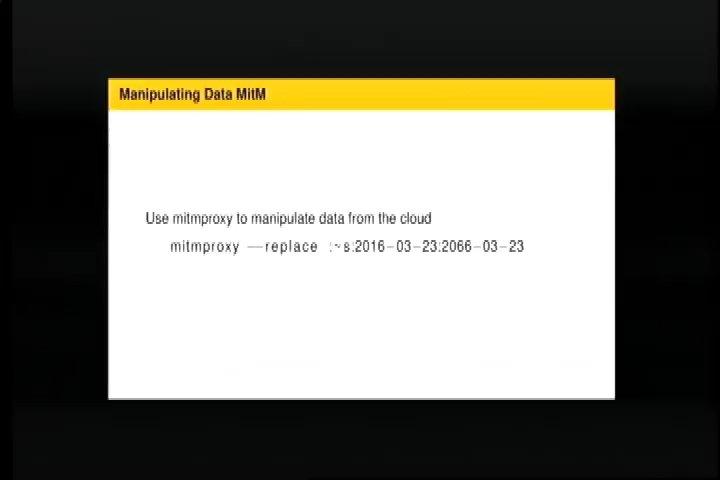 Manipulating Data MitM
Use mitmproxy to manipulate data from the cloud
mitmproxy --replace :~s:2016-03-23:2066-03-23